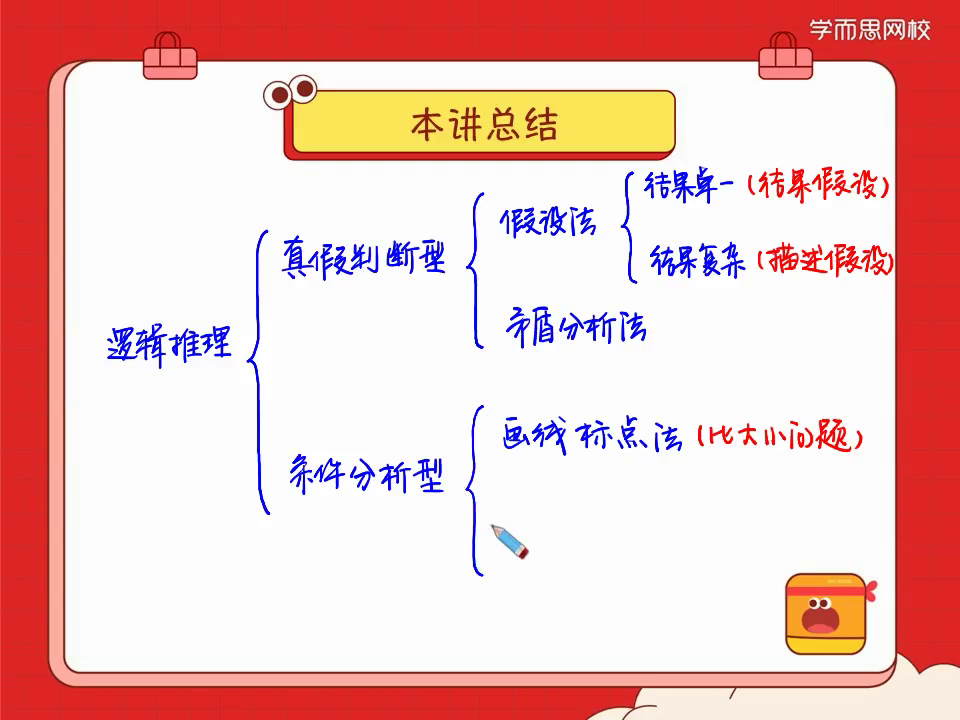 学而思网校
本讲总结
结果单一(结果假设)
假设法
真假判断型
结果复杂(描述假设)
矛盾分析法
逻辑推理
画线标点法(比大小问题)
条件分析型